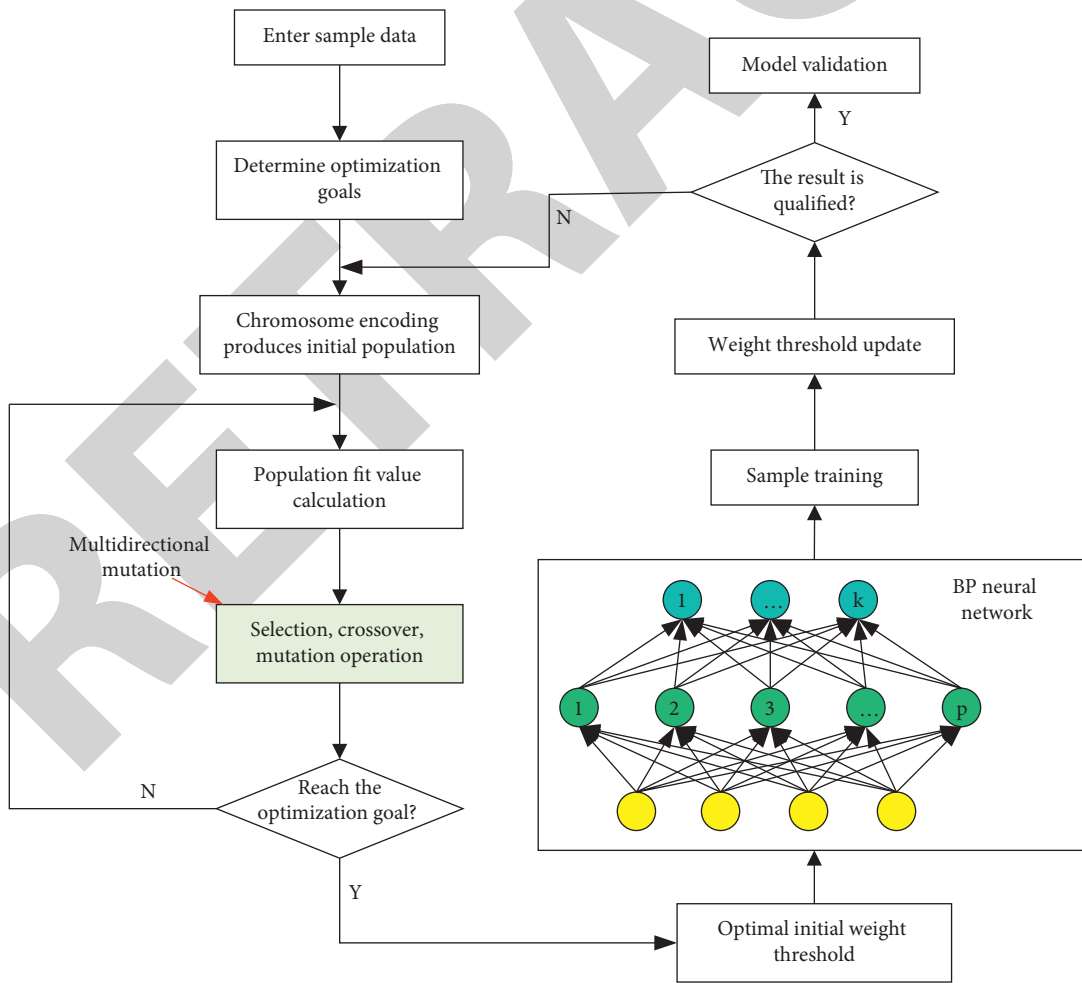 Enter sample data
Determine optimization
goals
Chromosome encoding
produces initial population
Population fit value
calculation
Multidirectional
mutation
Selection, crossover,
mutation operation
Reach the
optimization goal?
N
Y
Optimal initial weight
threshold
BP neural
network
1
...
k
1
2
3
...
p
Sample training
Weight threshold update
The result is
qualified?
N
Y
Model validation
RETRAC